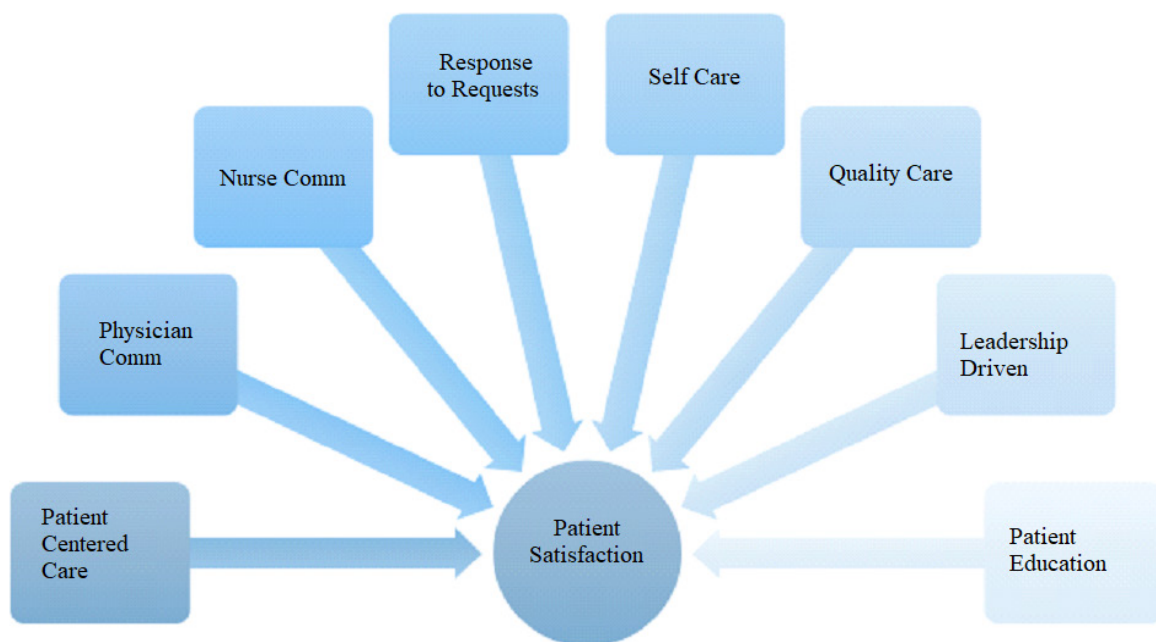 Response
to Requests
Self Care
Nurse Comm
Quality Care
Physician
Comm
Leadership
Driven
Patient
Centered
Care
Patient
Satisfaction
Patient
Education